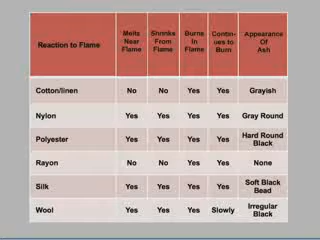 Reaction to Flame Melts Near Flame Shrinks From Flame Burns In Flame Contin- ues to Burn Appearance Of Ash
Cotton/linen No No Yes Yes Grayish
Nylon Yes Yes Yes Yes Gray Round
Polyester Yes Yes Yes Yes Hard Round Black
Rayon No No Yes Yes None
Silk Yes Yes Yes Yes Soft Black Bead
Wool Yes Yes Yes Slowly Irregular Black